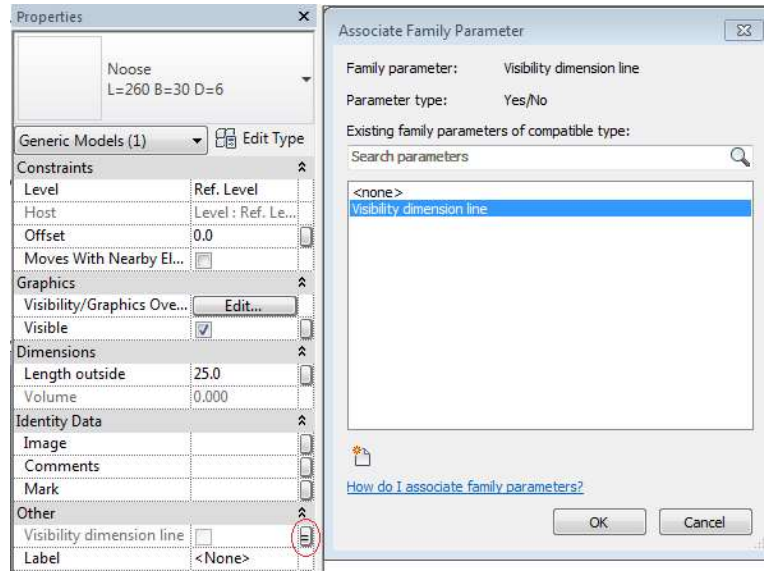 Properties
Noose
L=260 B=30 D=6
Generic Models (1)
Edit Type
Constraints
Level Ref. Level
Host Level : Ref. Le...
Offset 0.0
Moves With Nearby El...
Graphics
Visibility/Graphics Ove... Edit...
Visible
Dimensions
Length outside 25.0
Volume 0.000
Identity Data
Image
Comments
Mark
Other
Visibility dimension line =
Label <None>
Associate Family Parameter
Family parameter: Visibility dimension line
Parameter type: Yes/No
Existing family parameters of compatible type:
Search parameters
<none>
Visibility dimension line
How do I associate family parameters?
OK Cancel